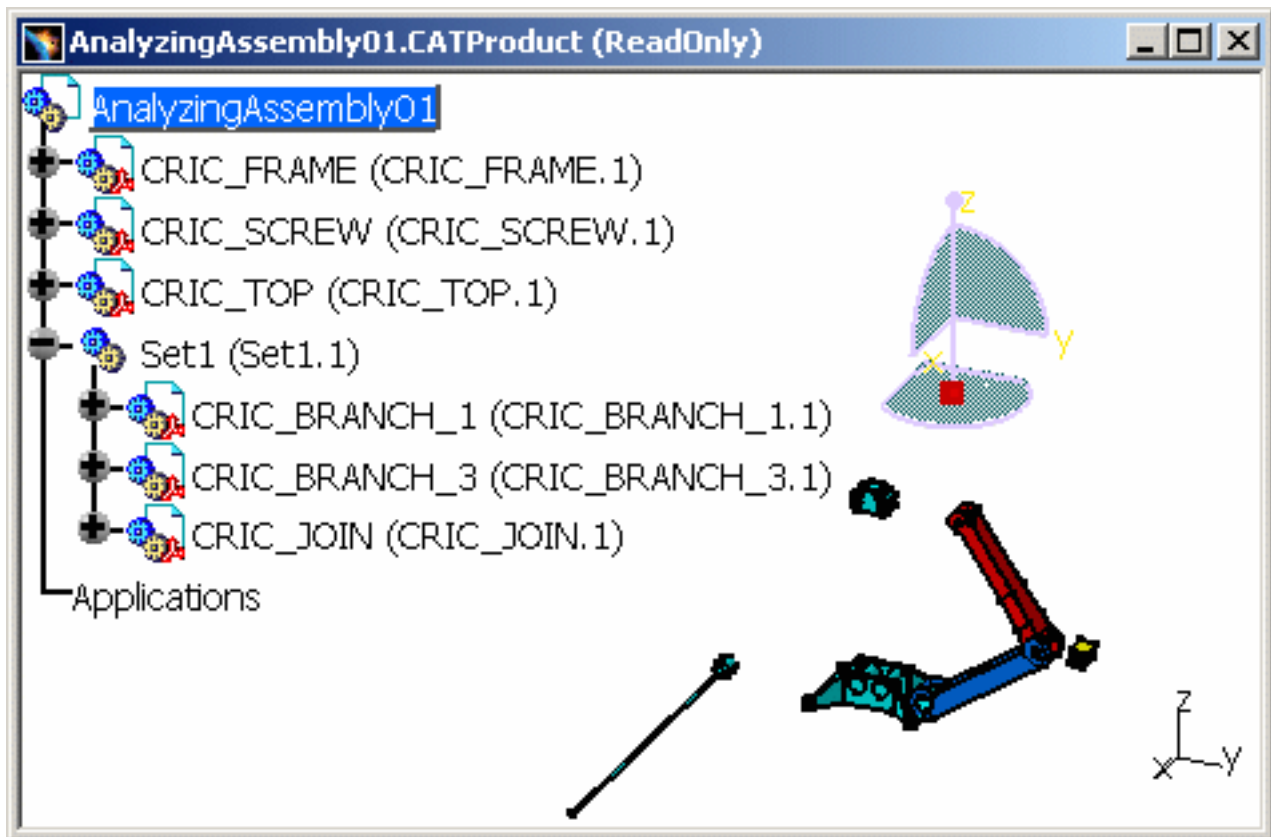 AnalyzingAssembly01.CATProduct (ReadOnly)
AnalyzingAssembly01
CRIC_FRAME (CRIC_FRAME.1)
CRIC_SCREW (CRIC_SCREW.1)
CRIC_TOP (CRIC_TOP.1)
Set1 (Set1.1)
CRIC_BRANCH_1 (CRIC_BRANCH_1.1)
CRIC_BRANCH_3 (CRIC_BRANCH_3.1)
CRIC_JOIN (CRIC_JOIN.1)
Applications
z
y
x
z
x
y